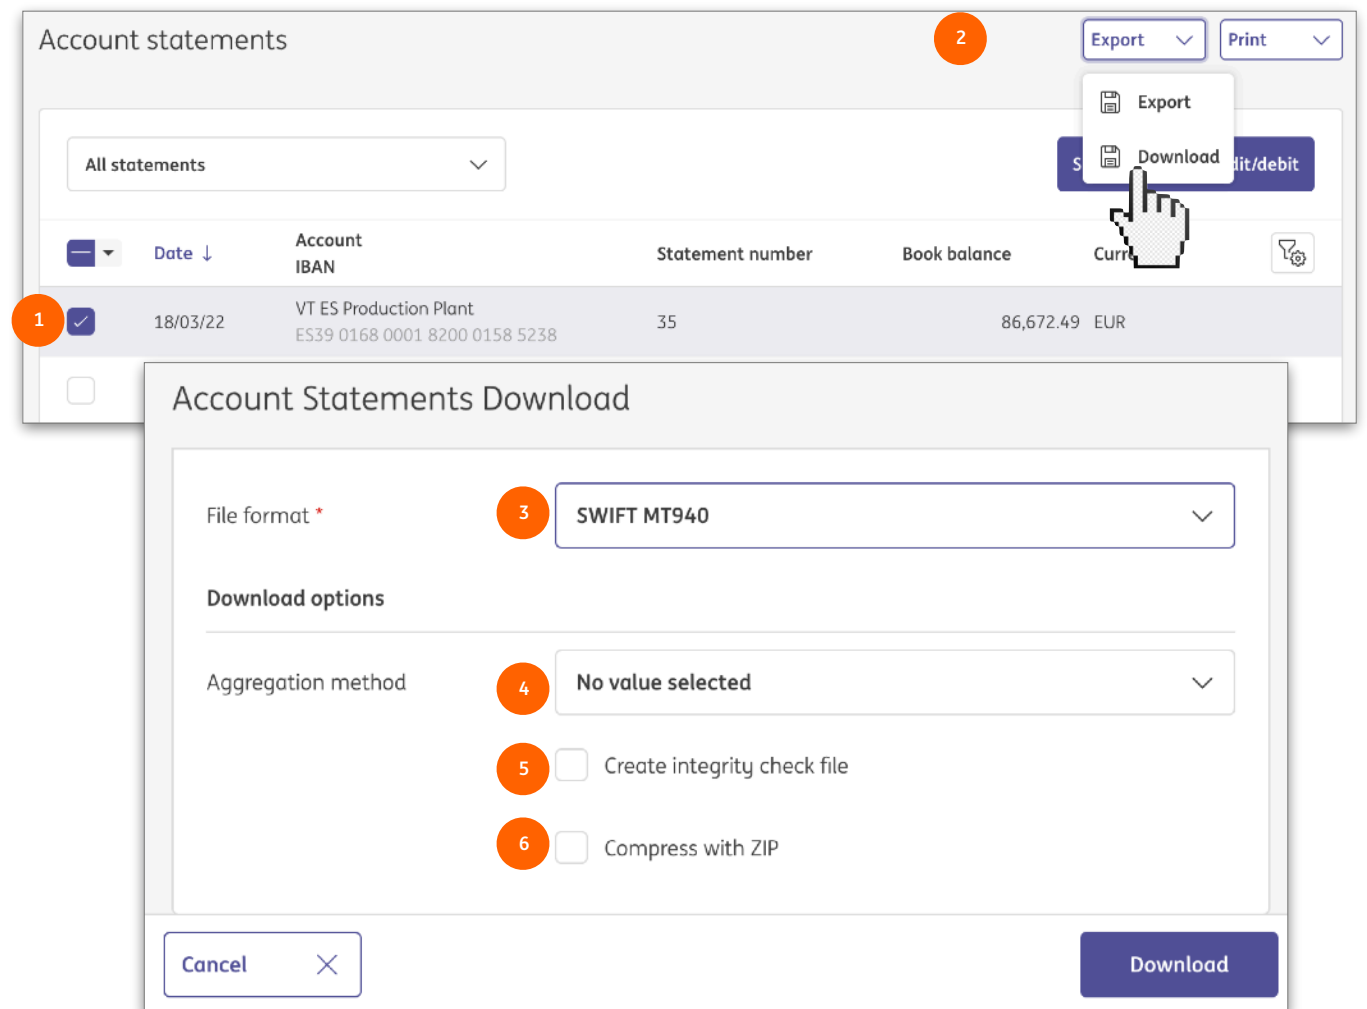 Account statements
2
Export
Print
Export
Download
All statements
S
dit/debit
Date ↓
Account
IBAN
Statement number
Book balance
Curre
1
18/03/22
VT ES Production Plant
ES39 0168 0001 8200 0158 5238
35
86,672.49
EUR
Account Statements Download
File format *
3
SWIFT MT940
Download options
Aggregation method
4
No value selected
5
Create integrity check file
6
Compress with ZIP
Cancel
Download